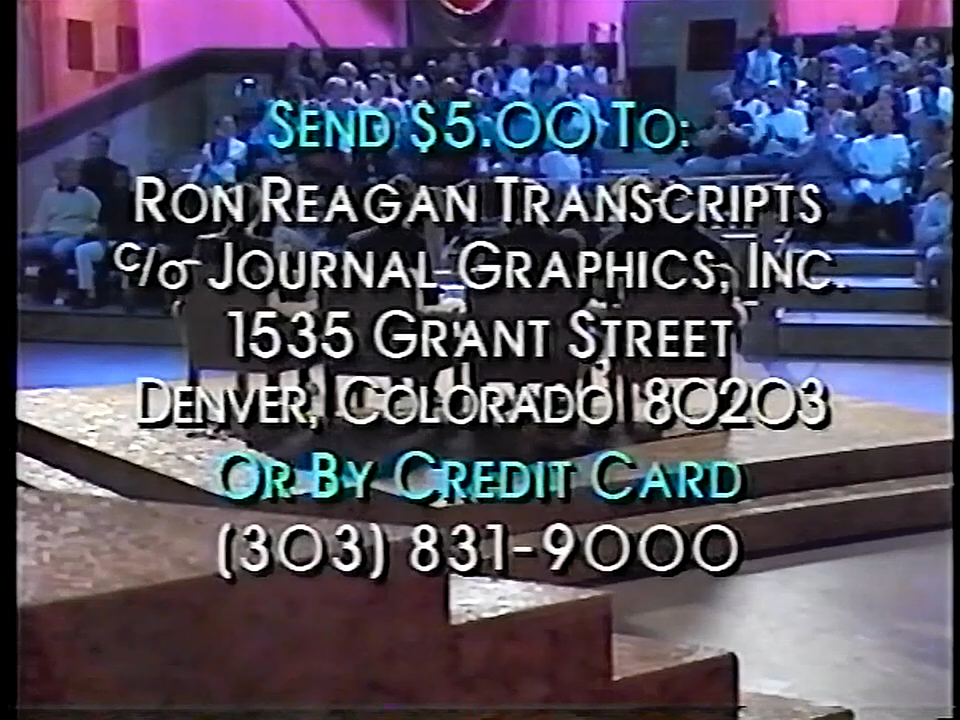 Send $5.00 To:
Ron Reagan Transcripts
c/o Journal Graphics, Inc.
1535 Grant Street
Denver, Colorado 80203
Or By Credit Card
(303) 831-9000